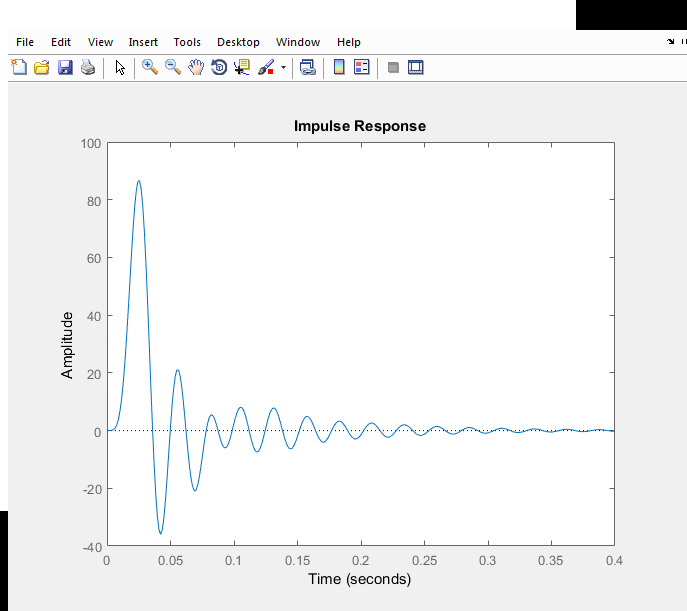 File Edit View Insert Tools Desktop Window Help
Impulse Response
100
80
60
40
20
0
-20
-40
Amplitude
0 0.05 0.1 0.15 0.2 0.25 0.3 0.35 0.4
Time (seconds)